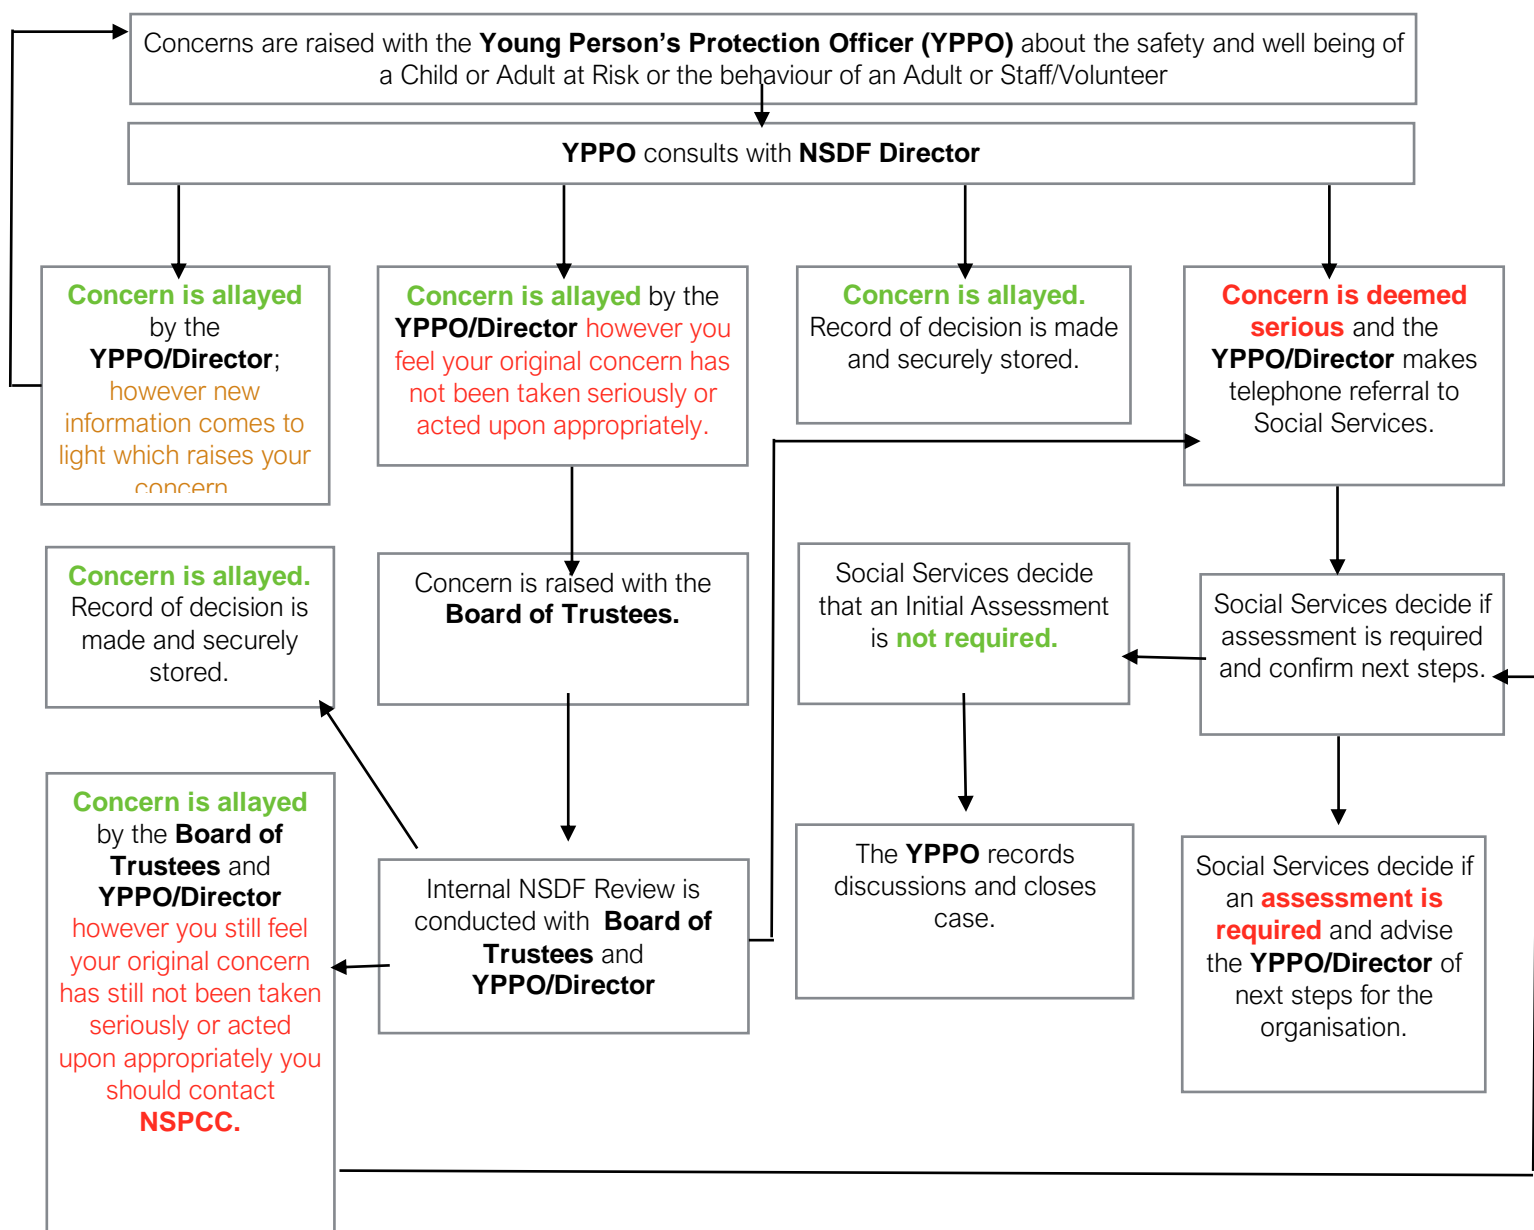 Concerns are raised with the Young Person's Protection Officer (YPPO) about the safety and well being of
a Child or Adult at Risk or the behaviour of an Adult or Staff/Volunteer
YPPO consults with NSDF Director
Concern is allayed
by the
YPPO/Director;
however new
information comes to
light which raises your
concern
Concern is allayed by the
YPPO/Director however you
feel your original concern has
not been taken seriously or
acted upon appropriately.
Concern is allayed.
Record of decision is made
and securely stored.
Concern is deemed
serious and the
YPPO/Director makes
telephone referral to
Social Services.
Concern is allayed.
Record of decision is
made and securely
stored.
Concern is raised with the
Board of Trustees.
Social Services decide
that an Initial Assessment
is not required.
Social Services decide if
assessment is required
and confirm next steps.
Concern is allayed
by the Board of
Trustees and
YPPO/Director
however you still feel
your original concern
has still not been taken
seriously or acted
upon appropriately you
should contact
NSPCC.
Internal NSDF Review is
conducted with Board of
Trustees and
YPPO/Director
The YPPO records
discussions and closes
case.
Social Services decide if
an assessment is
required and advise
the YPPO/Director of
next steps for the
organisation.